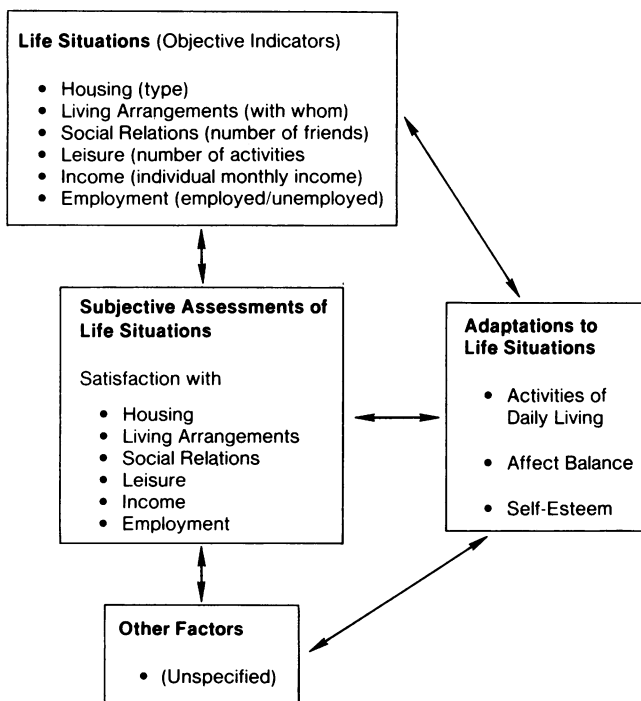 Life Situations (Objective Indicators)
• Housing (type)
• Living Arrangements (with whom)
• Social Relations (number of friends)
• Leisure (number of activities
• Income (individual monthly income)
• Employment (employed/unemployed)
Subjective Assessments of
Life Situations
Satisfaction with
• Housing
• Living Arrangements
• Social Relations
• Leisure
• Income
• Employment
Adaptations to
Life Situations
• Activities of
Daily Living
• Affect Balance
• Self-Esteem
Other Factors
• (Unspecified)